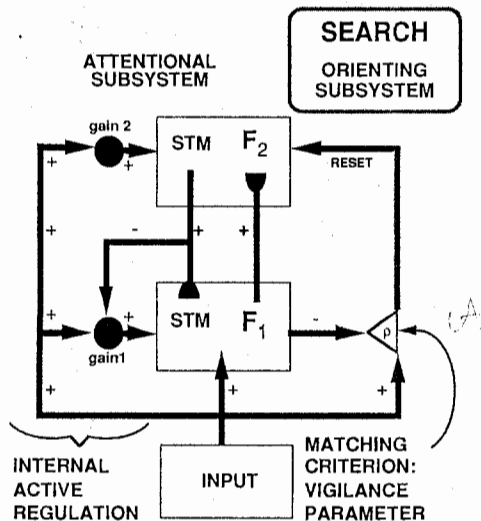 SEARCH
ORIENTING
SUBSYSTEM
ATTENTIONAL
SUBSYSTEM
gain 2
STM F2
RESET
+ +
+ - + +
+ +
gain1
STM F1
-
ρ
+ + +
INTERNAL
ACTIVE
REGULATION
INPUT
MATCHING
CRITERION:
VIGILANCE
PARAMETER